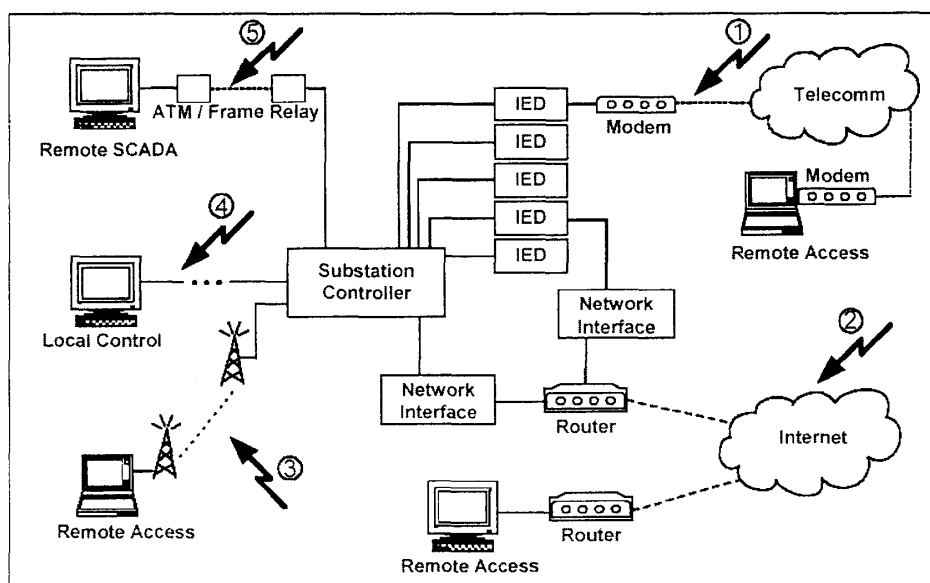 ⑤
①
ATM / Frame Relay
Remote SCADA
IED
Modem
Telecomm
IED
IED
Modem
IED
Remote Access
④
Substation
Controller
IED
Local Control
Network
Interface
②
Network
Interface
Router
Internet
③
Remote Access
Router
Remote Access